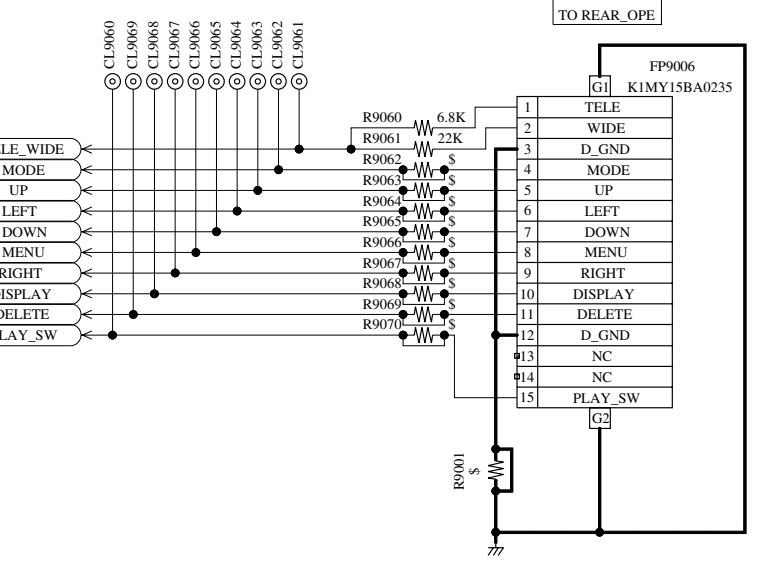 TO REAR_OPE
CL9060
CL9069
CL9068
CL9067
CL9066
CL9065
CL9064
CL9063
CL9062
CL9061
FP9006
K1MY15BA0235
G1
R9060 6.8K
R9061 22K
R9062 $
R9063 $
R9064 $
R9065 $
R9066 $
R9067 $
R9068 $
R9069 $
R9070 $
LE_WIDE
MODE
UP
LEFT
DOWN
MENU
RIGHT
ISPLAY
DELETE
LAY_SW
1 TELE
2 WIDE
3 D_GND
4 MODE
5 UP
6 LEFT
7 DOWN
8 MENU
9 RIGHT
10 DISPLAY
11 DELETE
12 D_GND
13 NC
14 NC
15 PLAY_SW
G2
R9001
$